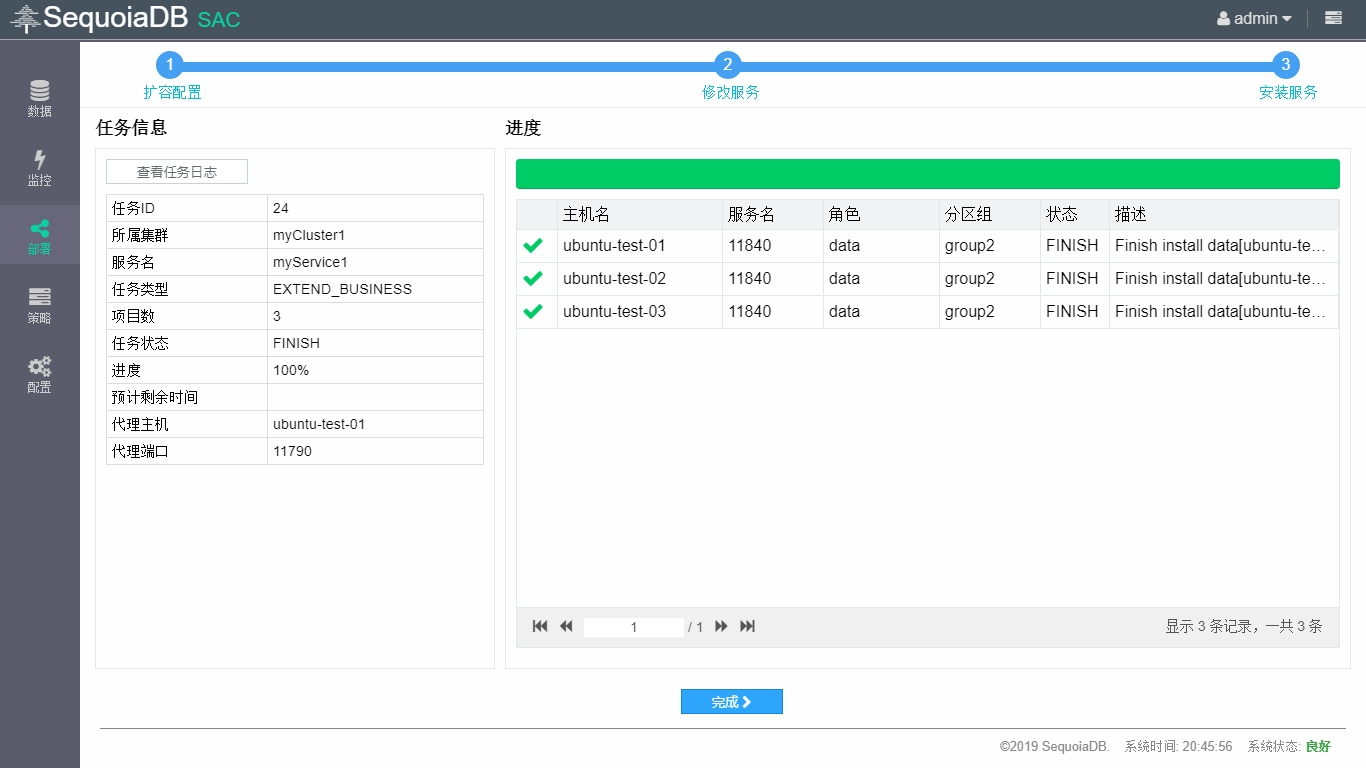 SequoiaDB SAC
admin
1 2 3
扩容配置 修改服务 安装服务
数据
监控
部署
策略
配置
任务信息
查看任务日志
任务ID 24
所属集群 myCluster1
服务名 myService1
任务类型 EXTEND_BUSINESS
项目数 3
任务状态 FINISH
进度 100%
预计剩余时间
代理主机 ubuntu-test-01
代理端口 11790
进度
主机名 服务名 角色 分区组 状态 描述
ubuntu-test-01 11840 data group2 FINISH Finish install data[ubuntu-te...
ubuntu-test-02 11840 data group2 FINISH Finish install data[ubuntu-te...
ubuntu-test-03 11840 data group2 FINISH Finish install data[ubuntu-te...
1 / 1 显示 3 条记录，一共 3 条
完成
©2019 SequoiaDB. 系统时间: 20:45:56 系统状态: 良好